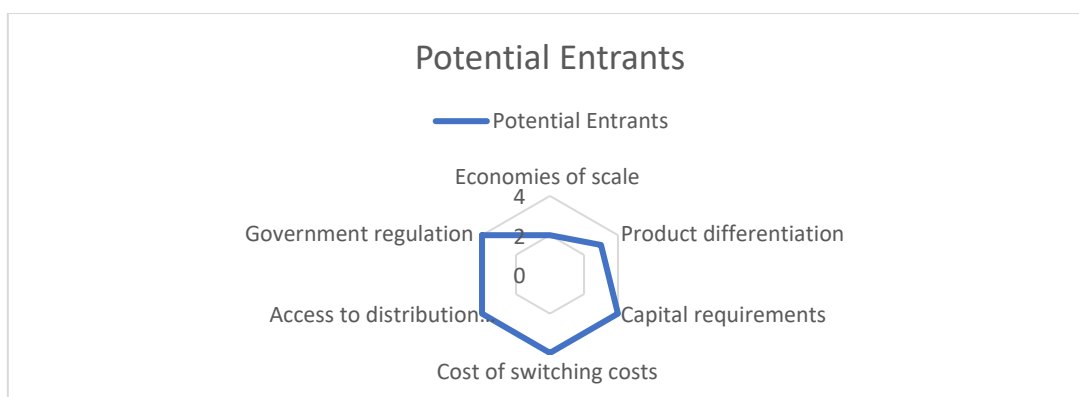 Potential Entrants
Potential Entrants
Economies of scale
4
Government regulation
2
Product differentiation
0
Access to distribution...
Capital requirements
Cost of switching costs